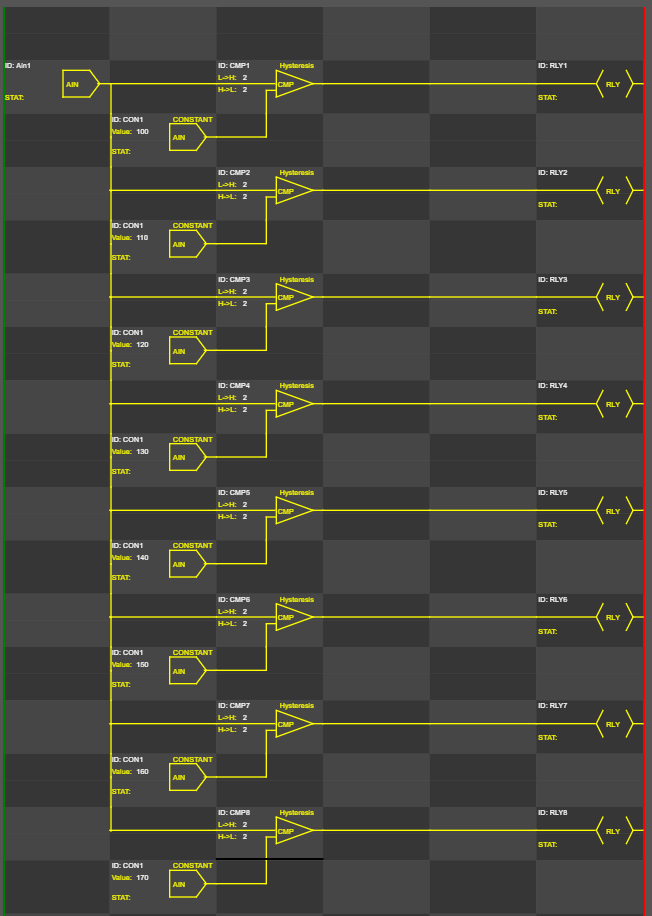 ID: Ain1
AIN
STAT:
ID: CMP1 Hysteresis
L->H: 2
H->L: 2
CMP
ID: RLY1
RLY
STAT:
ID: CON1 CONSTANT
Value: 100
AIN
STAT:
ID: CMP2 Hysteresis
L->H: 2
H->L: 2
CMP
ID: RLY2
RLY
STAT:
ID: CON1 CONSTANT
Value: 110
AIN
STAT:
ID: CMP3 Hysteresis
L->H: 2
H->L: 2
CMP
ID: RLY3
RLY
STAT:
ID: CON1 CONSTANT
Value: 120
AIN
STAT:
ID: CMP4 Hysteresis
L->H: 2
H->L: 2
CMP
ID: RLY4
RLY
STAT:
ID: CON1 CONSTANT
Value: 130
AIN
STAT:
ID: CMP5 Hysteresis
L->H: 2
H->L: 2
CMP
ID: RLY5
RLY
STAT:
ID: CON1 CONSTANT
Value: 140
AIN
STAT:
ID: CMP6 Hysteresis
L->H: 2
H->L: 2
CMP
ID: RLY6
RLY
STAT:
ID: CON1 CONSTANT
Value: 150
AIN
STAT:
ID: CMP7 Hysteresis
L->H: 2
H->L: 2
CMP
ID: RLY7
RLY
STAT:
ID: CON1 CONSTANT
Value: 160
AIN
STAT:
ID: CMP8 Hysteresis
L->H: 2
H->L: 2
CMP
ID: RLY8
RLY
STAT:
ID: CON1 CONSTANT
Value: 170
AIN
STAT: